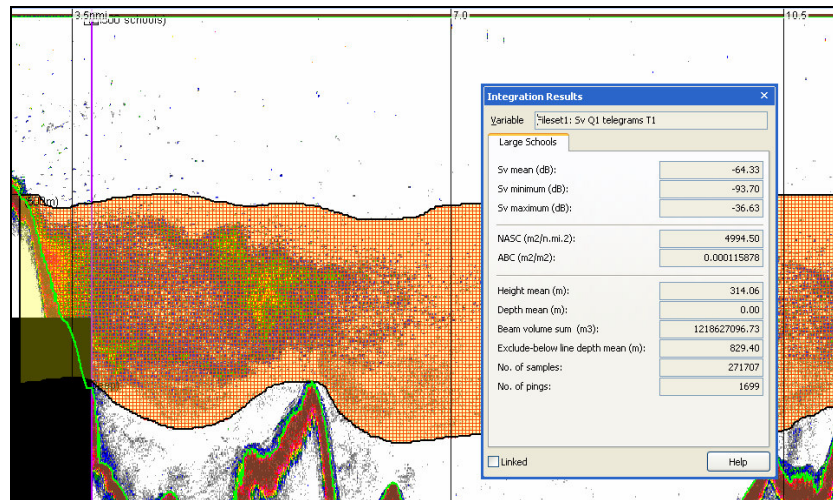 3.5nmi
7.0
10.5
schools)
Integration Results
Variable
Fileset1: Sv Q1 telegrams T1
Large Schools
Sv mean (dB): -64.33
Sv minimum (dB): -93.70
Sv maximum (dB): -36.63
NASC (m2/n.mi.2): 4994.50
ABC (m2/m2): 0.000115878
Height mean (m): 314.06
Depth mean (m): 0.00
Beam volume sum (m3): 1218627096.73
Exclude-below line depth mean (m): 829.40
No. of samples: 271707
No. of pings: 1699
Linked
Help